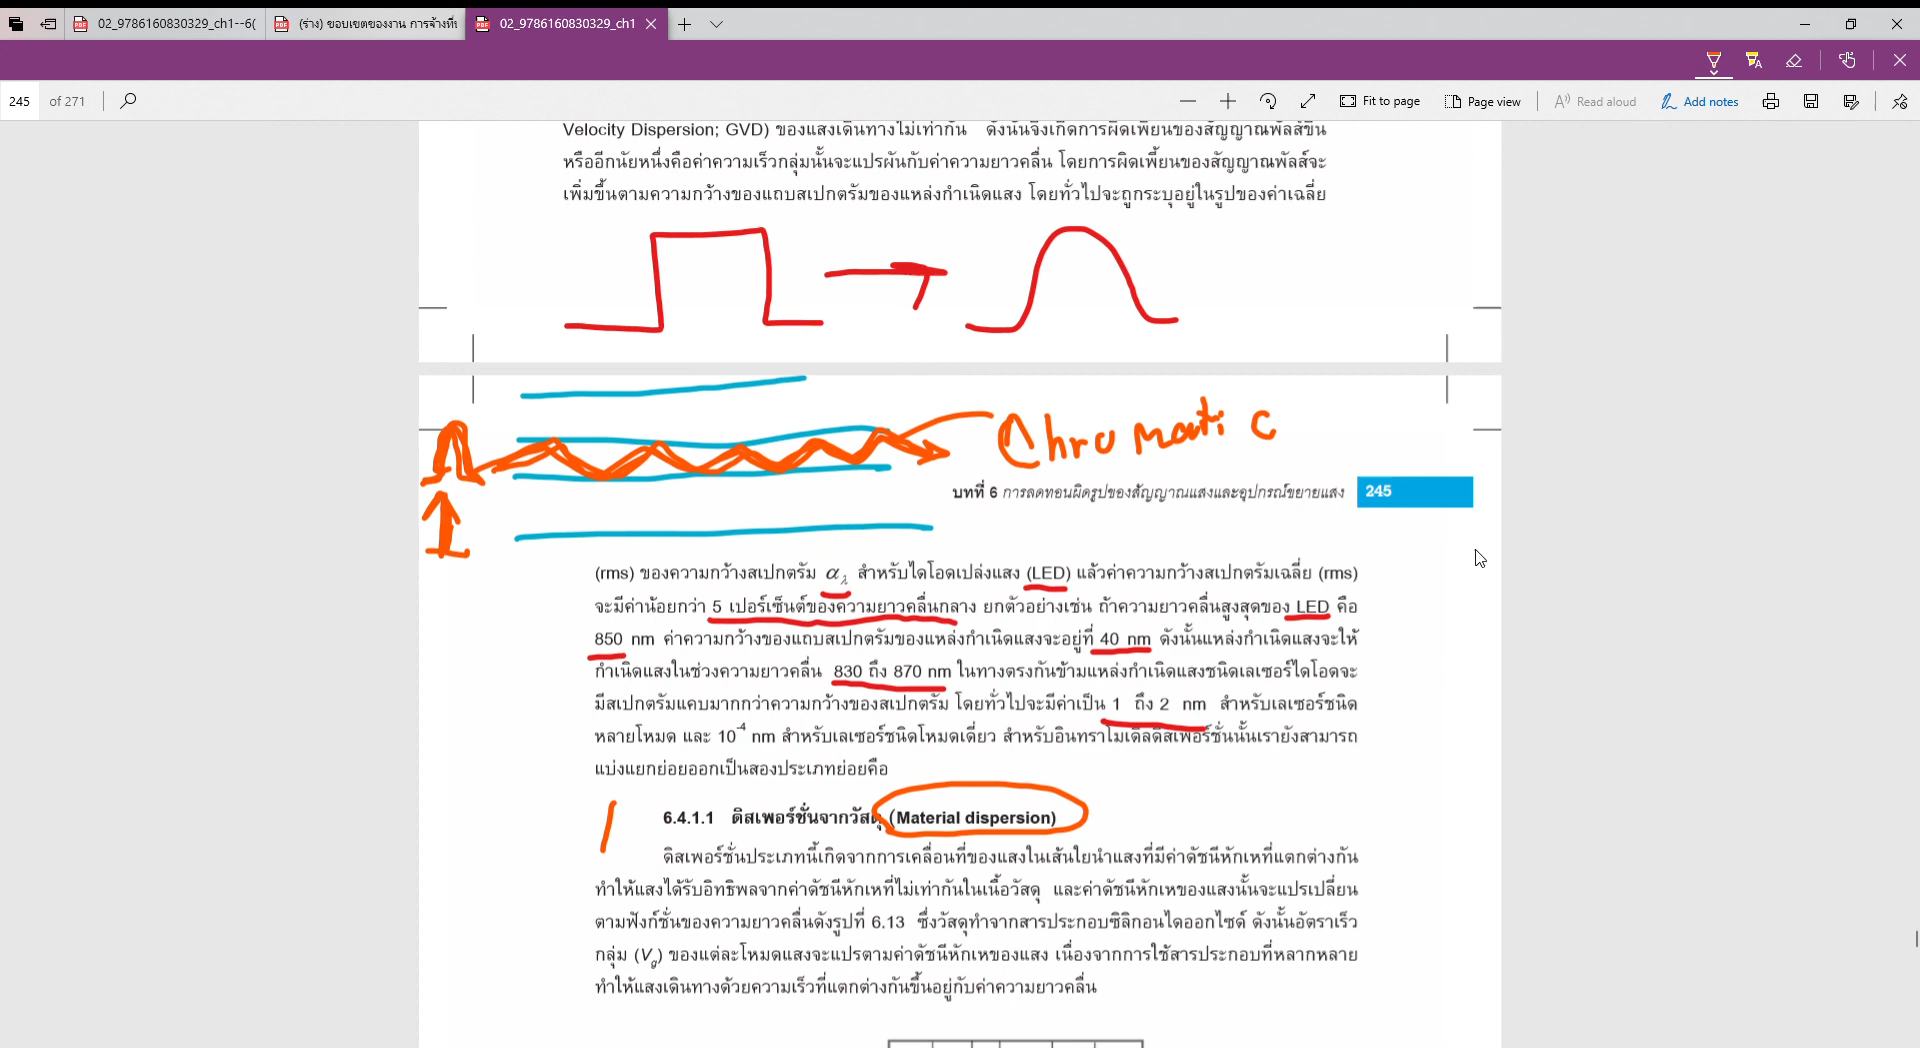 02_9786160830329_ch1--6(
(ร่าง) ขอบเขตของงาน การจ้างที่ป
02_9786160830329_ch1
245 of 271
Fit to page
Page view
Read aloud
Add notes
Velocity Dispersion; GVD) ของแสงเดินทางไม่เท่ากัน ดังนั้นจึงเกิดการผิดเพี้ยนของสัญญาณพัลส์ขึ้น
หรืออีกนัยหนึ่งคือค่าความเร็วกลุ่มนั้นจะแปรผันกับค่าความยาวคลื่น โดยการผิดเพี้ยนของสัญญาณพัลส์จะ
เพิ่มขึ้นตามความกว้างของแถบสเปกตรัมของแหล่งกำเนิดแสง โดยทั่วไปจะถูกระบุอยู่ในรูปของค่าเฉลี่ย
Chromatic
บทที่ 6 การลดทอนผิดรูปของสัญญาณแสงและอุปกรณ์ขยายแสง 245
(rms) ของความกว้างสเปกตรัม αλ สำหรับไดโอดเปล่งแสง (LED) แล้วค่าความกว้างสเปกตรัมเฉลี่ย (rms)
จะมีค่าน้อยกว่า 5 เปอร์เซ็นต์ของความยาวคลื่นกลาง ยกตัวอย่างเช่น ถ้าความยาวคลื่นสูงสุดของ LED คือ
850 nm ค่าความกว้างของแถบสเปกตรัมของแหล่งกำเนิดแสงจะอยู่ที่ 40 nm ดังนั้นแหล่งกำเนิดแสงจะให้
กำเนิดแสงในช่วงความยาวคลื่น 830 ถึง 870 nm ในทางตรงกันข้ามแหล่งกำเนิดแสงชนิดเลเซอร์ไดโอดจะ
มีสเปกตรัมแคบมากกว่าความกว้างของสเปกตรัม โดยทั่วไปจะมีค่าเป็น 1 ถึง 2 nm สำหรับเลเซอร์ชนิด
หลายโหมด และ 10⁻⁴ nm สำหรับเลเซอร์ชนิดโหมดเดี่ยว สำหรับอินทราโมเดิลดิสเพอร์ชั่นนั้นเรายังสามารถ
แบ่งแยกย่อยออกเป็นสองประเภทย่อยคือ
6.4.1.1 ดิสเพอร์ชั่นจากวัสดุ (Material dispersion)
ดิสเพอร์ชั่นประเภทนี้เกิดจากการเคลื่อนที่ของแสงในเส้นใยนำแสงที่มีค่าดัชนีหักเหที่แตกต่างกัน
ทำให้แสงได้รับอิทธิพลจากค่าดัชนีหักเหที่ไม่เท่ากันในเนื้อวัสดุ และค่าดัชนีหักเหของแสงนั้นจะแปรเปลี่ยน
ตามฟังก์ชั่นของความยาวคลื่นดังรูปที่ 6.13 ซึ่งวัสดุทำจากสารประกอบซิลิกอนไดออกไซด์ ดังนั้นอัตราเร็ว
กลุ่ม (Vg) ของแต่ละโหมดแสงจะแปรตามค่าดัชนีหักเหของแสง เนื่องจากการใช้สารประกอบที่หลากหลาย
ทำให้แสงเดินทางด้วยความเร็วที่แตกต่างกันขึ้นอยู่กับค่าความยาวคลื่น